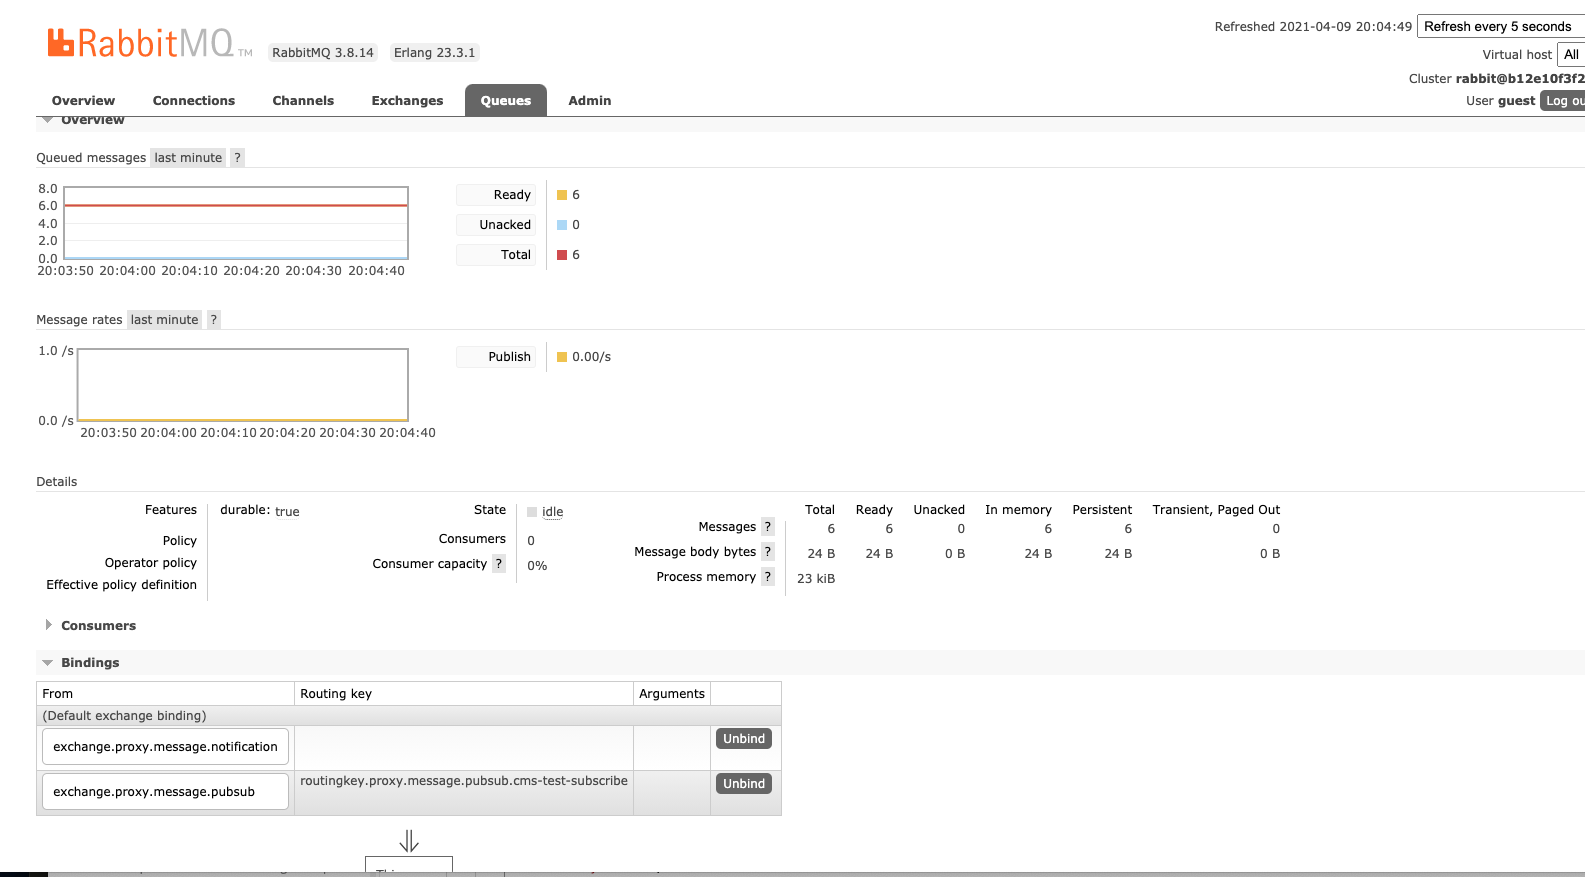 Refreshed 2021-04-09 20:04:49 Refresh every 5 seconds
RabbitMQ TM RabbitMQ 3.8.14 Erlang 23.3.1
Virtual host All
Cluster rabbit@b12e10f3f2
User guest Log ou
Overview Connections Channels Exchanges Queues Admin
Overview
Queued messages last minute ?
8.0
6.0
4.0
2.0
0.0
20:03:50 20:04:00 20:04:10 20:04:20 20:04:30 20:04:40
Ready 6
Unacked 0
Total 6
Message rates last minute ?
1.0 /s
0.0 /s
20:03:50 20:04:00 20:04:10 20:04:20 20:04:30 20:04:40
Publish 0.00/s
Details
Features durable: true
Policy
Operator policy
Effective policy definition
State idle
Consumers 0
Consumer capacity ? 0%
Total Ready Unacked In memory Persistent Transient, Paged Out
Messages ? 6 6 0 6 6 0
Message body bytes ? 24 B 24 B 0 B 24 B 24 B 0 B
Process memory ? 23 kiB
Consumers
Bindings
From Routing key Arguments
(Default exchange binding)
exchange.proxy.message.notification Unbind
exchange.proxy.message.pubsub routingkey.proxy.message.pubsub.cms-test-subscribe Unbind